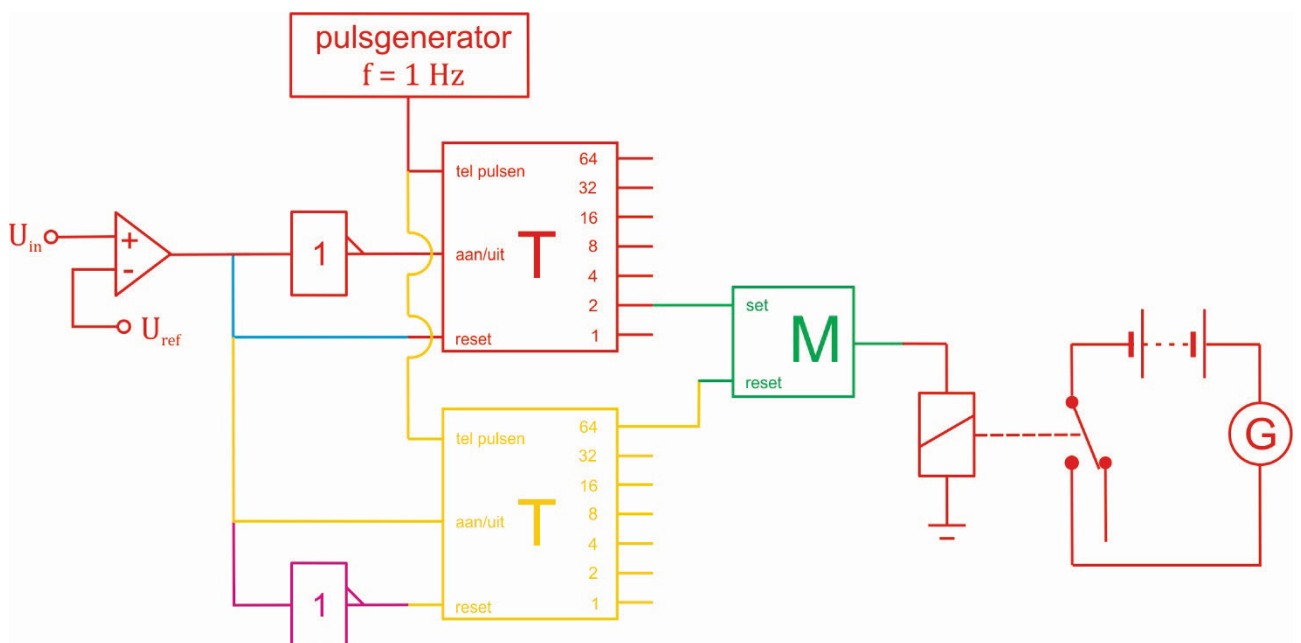 pulsgenerator
f = 1 Hz
tel pulsen
64
32
16
8
4
2
1
aan/uit
reset
T
U_in
+
-
U_ref
1
set
reset
M
tel pulsen
64
32
16
8
4
2
1
aan/uit
reset
T
1
G